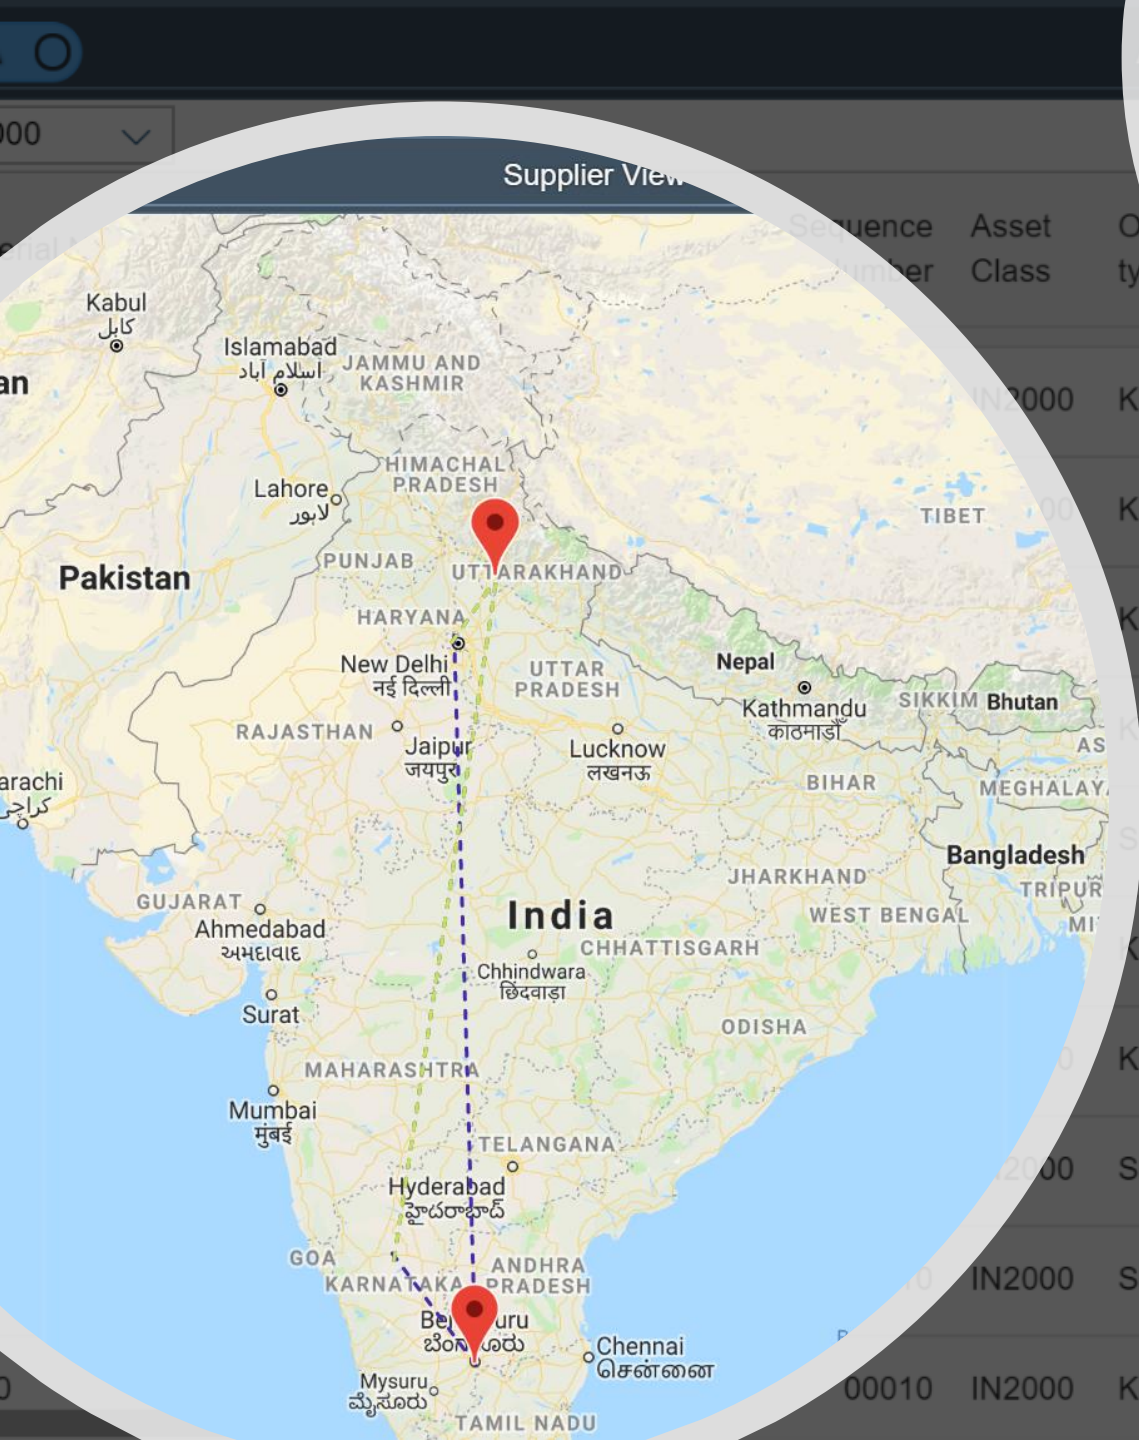 000
Supplier View
Sequence
Asset
Class
Kabul
کابل
Islamabad
اسلام آباد
JAMMU AND
KASHMIR
IN2000
K
HIMACHAL
PRADESH
Lahore
لاہور
TIBET
K
PUNJAB
Pakistan
UTTARAKHAND
HARYANA
New Delhi
नई दिल्ली
UTTAR
PRADESH
Nepal
Kathmandu
काठमाडौँ
SIKKIM
Bhutan
RAJASTHAN
Jaipur
जयपुर
Lucknow
लखनऊ
BIHAR
MEGHALAYA
Bangladesh
JHARKHAND
WEST BENGAL
GUJARAT
Ahmedabad
અમદાવાદ
India
CHHATTISGARH
Chhindwara
छिंदवाड़ा
Surat
ODISHA
MAHARASHTRA
Mumbai
मुंबई
TELANGANA
Hyderabad
హైదరాబాద్
GOA
KARNATAKA
ANDHRA
PRADESH
IN2000
S
Chennai
சென்னை
Mysuru
ಮೈಸೂರು
00010
IN2000
K
TAMIL NADU